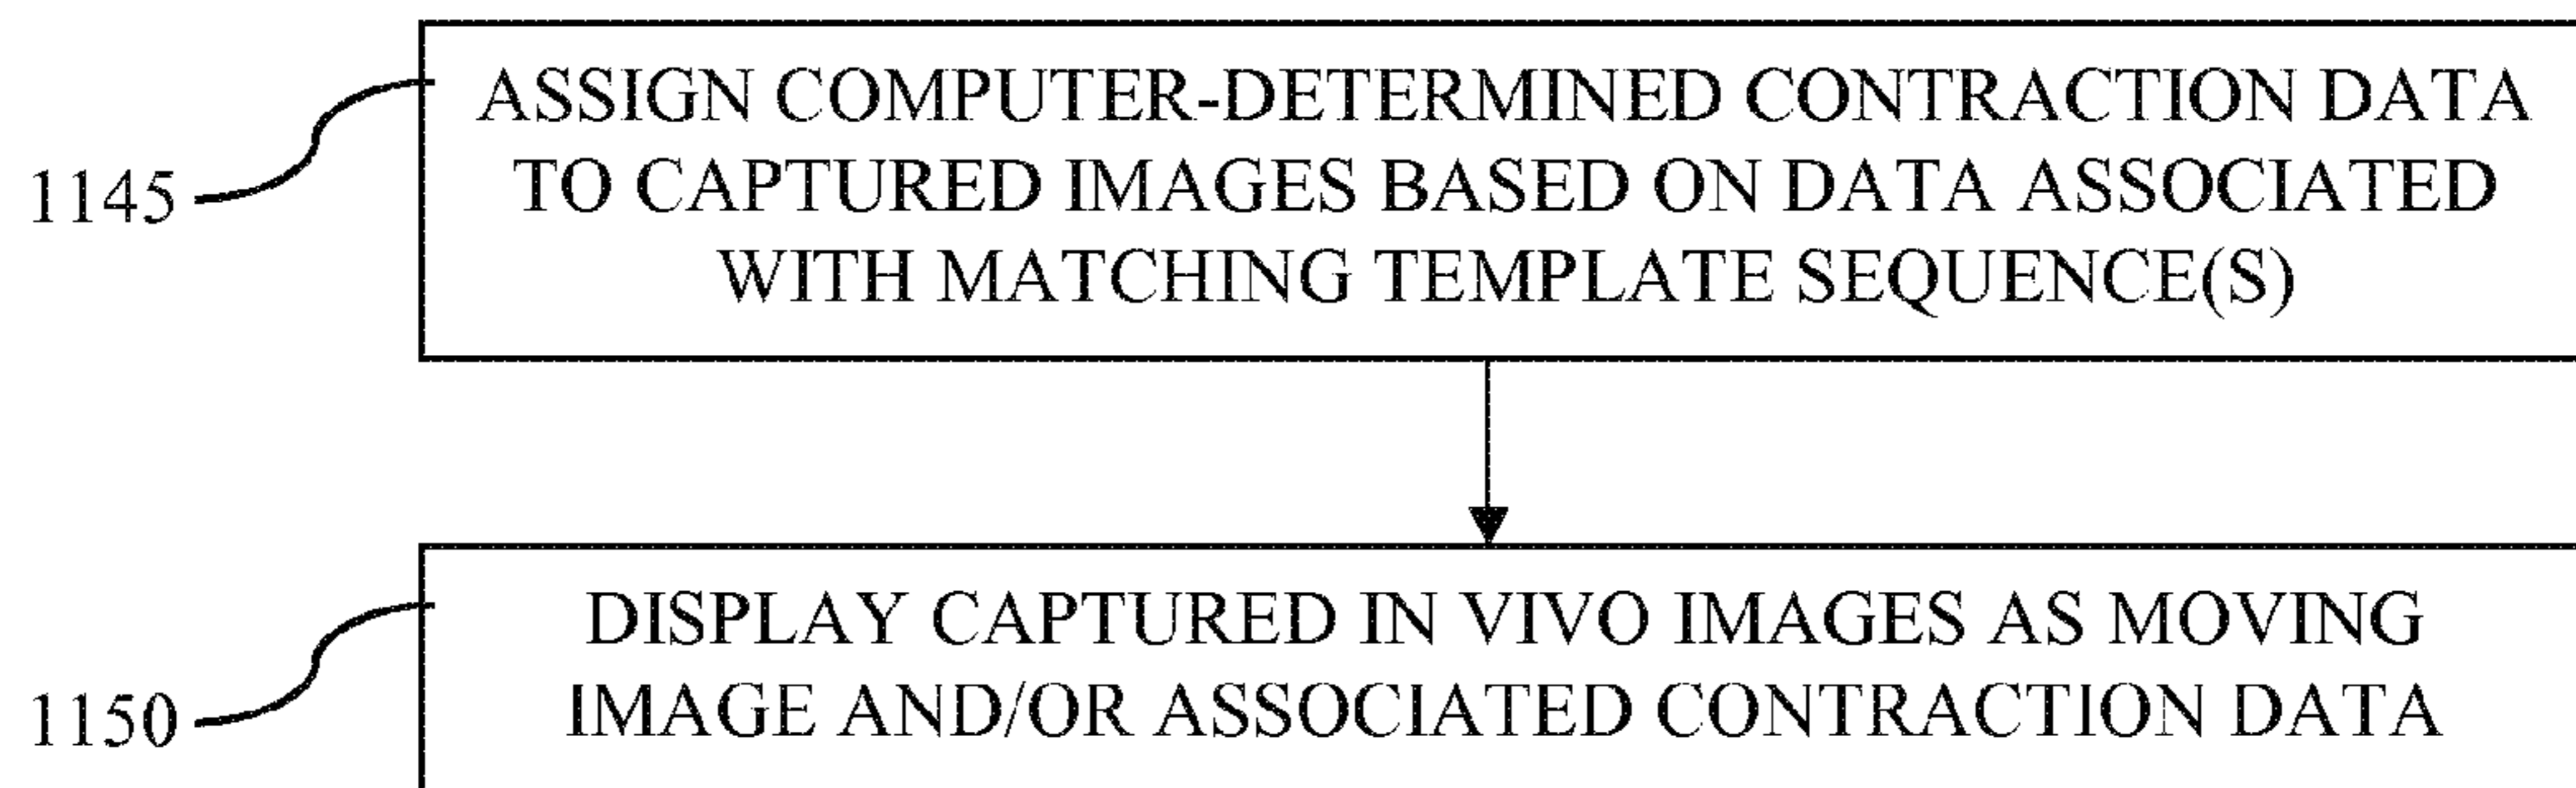 ASSIGN COMPUTER-DETERMINED CONTRACTION DATA
TO CAPTURED IMAGES BASED ON DATA ASSOCIATED
WITH MATCHING TEMPLATE SEQUENCE(S)
1145
DISPLAY CAPTURED IN VIVO IMAGES AS MOVING
IMAGE AND/OR ASSOCIATED CONTRACTION DATA
1150